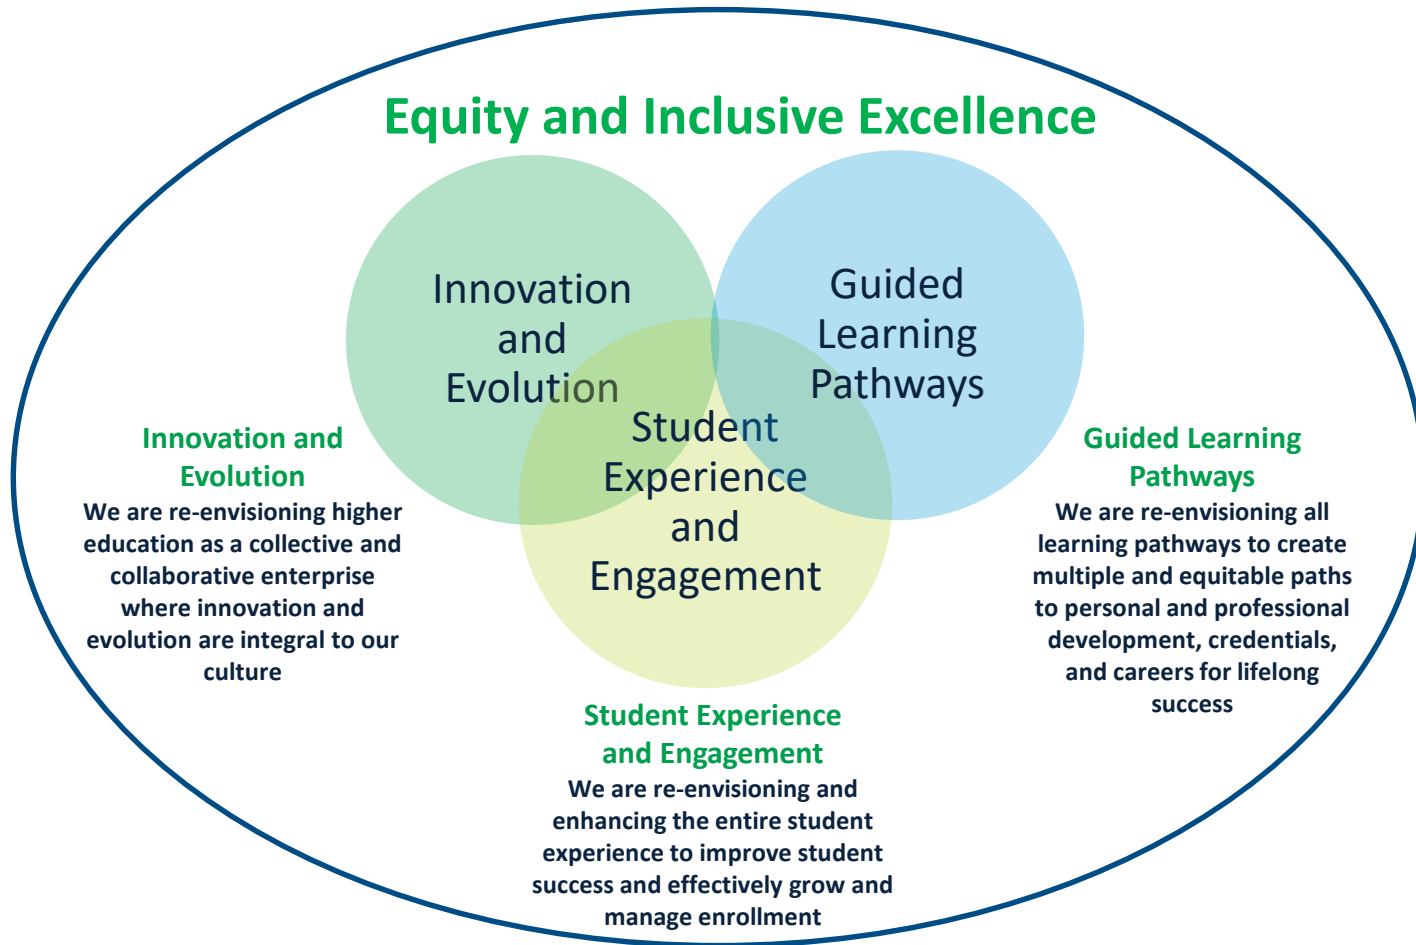 Equity and Inclusive Excellence
Innovation
and
Evolution
Guided
Learning
Pathways
Student
Experience
and
Engagement
Innovation and
Evolution
We are re-envisioning higher
education as a collective and
collaborative enterprise
where innovation and
evolution are integral to our
culture
Guided Learning
Pathways
We are re-envisioning all
learning pathways to create
multiple and equitable paths
to personal and professional
development, credentials,
and careers for lifelong
success
Student Experience
and Engagement
We are re-envisioning and
enhancing the entire student
experience to improve student
success and effectively grow and
manage enrollment